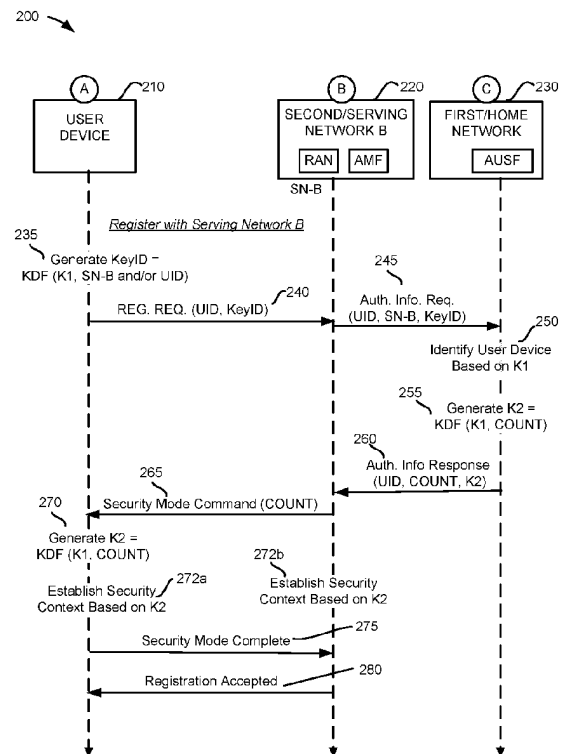 200
A
B
C
210
220
230
USER
DEVICE
SECOND/SERVING
NETWORK B
RAN
AMF
FIRST/HOME
NETWORK
AUSF
SN-B
Register with Serving Network B
235
Generate KeyID =
KDF (K1, SN-B and/or UID)
240
REG. REQ. (UID, KeyID)
245
Auth. Info. Req.
(UID, SN-B, KeyID)
250
Identify User Device
Based on K1
255
Generate K2 =
KDF (K1, COUNT)
260
Auth. Info Response
(UID, COUNT, K2)
265
Security Mode Command (COUNT)
270
Generate K2 =
KDF (K1, COUNT)
272a
Establish Security
Context Based on K2
272b
Establish Security
Context Based on K2
Security Mode Complete
275
Registration Accepted
280